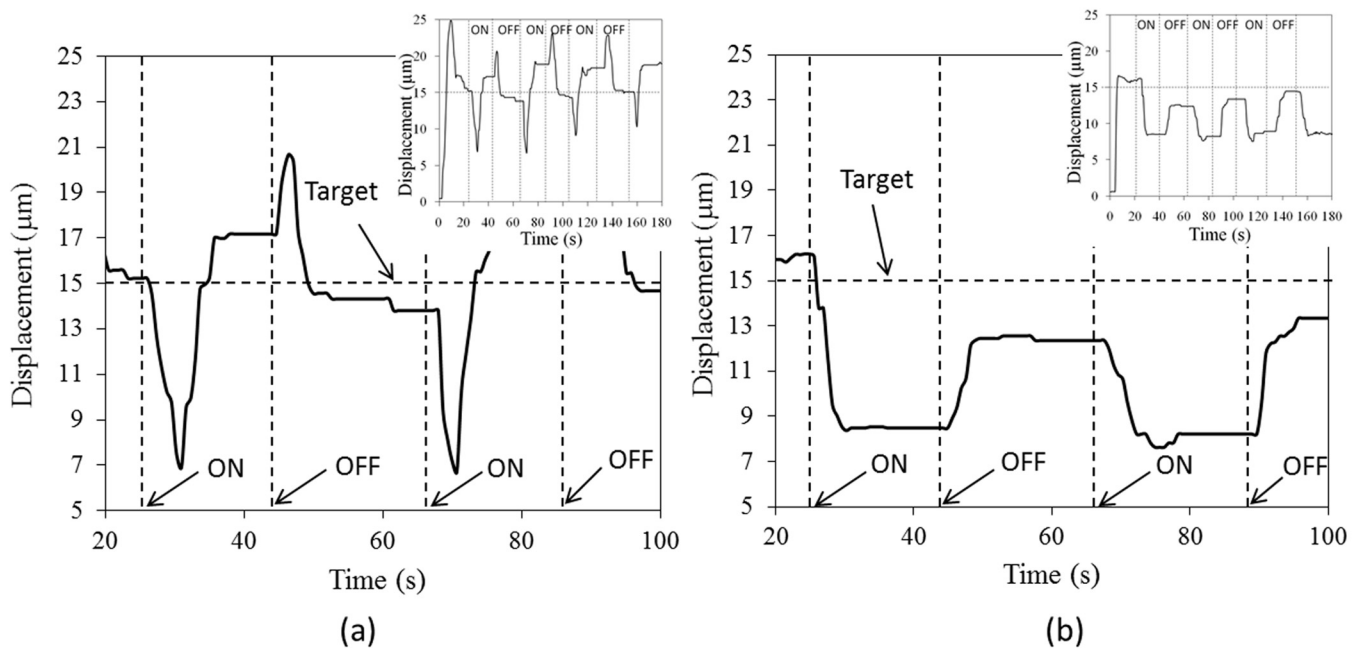 25
23
21
19
17
15
13
11
9
7
5
20
40
60
80
100
Displacement (μm)
Time (s)
Target
ON
OFF
ON
OFF
25
20
15
10
5
0
0 20 40 60 80 100 120 140 160 180
Displacement (μm)
Time (s)
ON OFF ON OFF ON OFF
(a)
25
23
21
19
17
15
13
11
9
7
5
20
40
60
80
100
Displacement (μm)
Time (s)
Target
ON
OFF
ON
OFF
25
20
15
10
5
0
0 20 40 60 80 100 120 140 160 180
Displacement (μm)
Time (s)
ON OFF ON OFF ON OFF
(b)